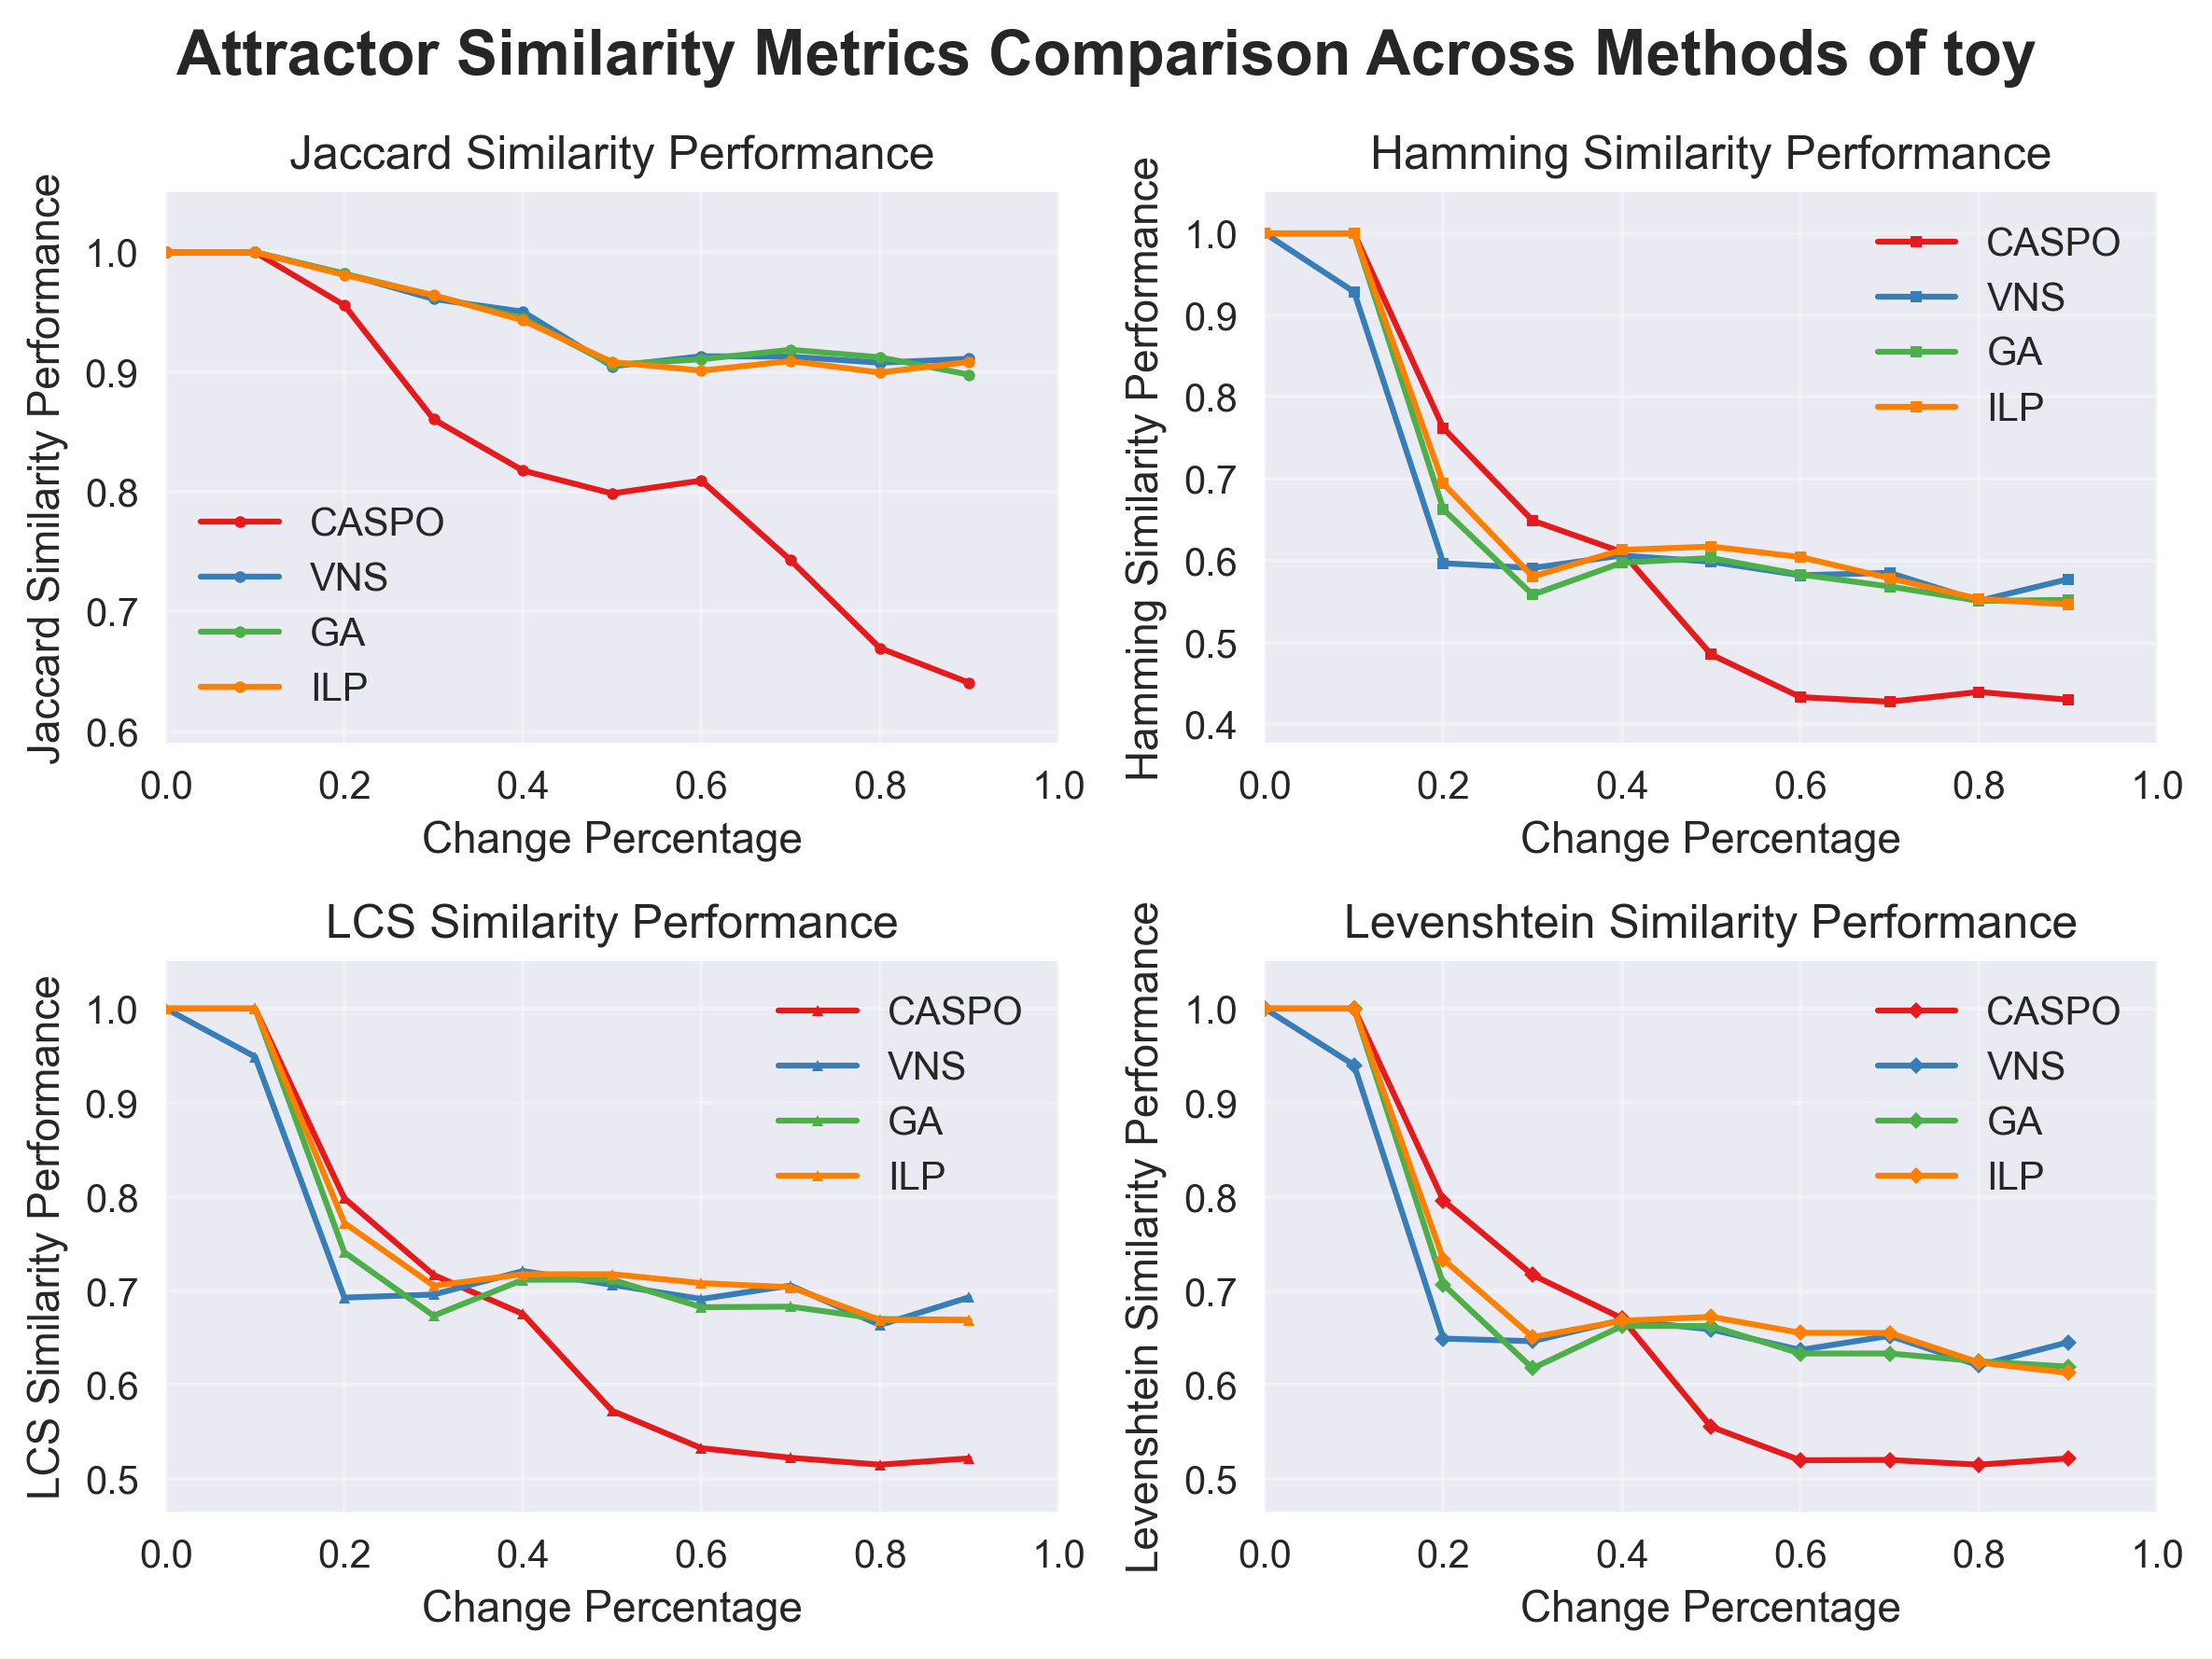 Attractor Similarity Metrics Comparison Across Methods of toy
Jaccard Similarity Performance
Jaccard Similarity Performance
1.0
0.9
0.8
0.7
0.6
CASPO
VNS
GA
ILP
0.0 0.2 0.4 0.6 0.8 1.0
Change Percentage
Hamming Similarity Performance
Hamming Similarity Performance
1.0
0.9
0.8
0.7
0.6
0.5
0.4
CASPO
VNS
GA
ILP
0.0 0.2 0.4 0.6 0.8 1.0
Change Percentage
LCS Similarity Performance
LCS Similarity Performance
1.0
0.9
0.8
0.7
0.6
0.5
CASPO
VNS
GA
ILP
0.0 0.2 0.4 0.6 0.8 1.0
Change Percentage
Levenshtein Similarity Performance
Levenshtein Similarity Performance
1.0
0.9
0.8
0.7
0.6
0.5
CASPO
VNS
GA
ILP
0.0 0.2 0.4 0.6 0.8 1.0
Change Percentage